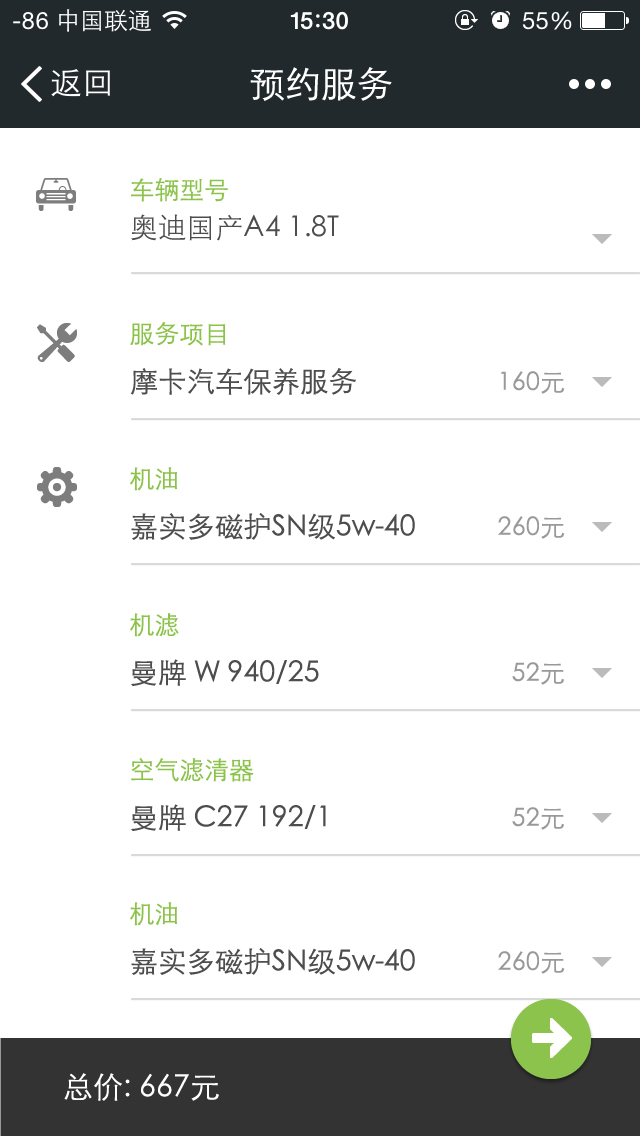 -86 中国联通 15:30 55%
返回 预约服务
车辆型号
奥迪国产A4 1.8T
服务项目
摩卡汽车保养服务 160元
机油
嘉实多磁护SN级5w-40 260元
机滤
曼牌 W 940/25 52元
空气滤清器
曼牌 C27 192/1 52元
机油
嘉实多磁护SN级5w-40 260元
总价: 667元